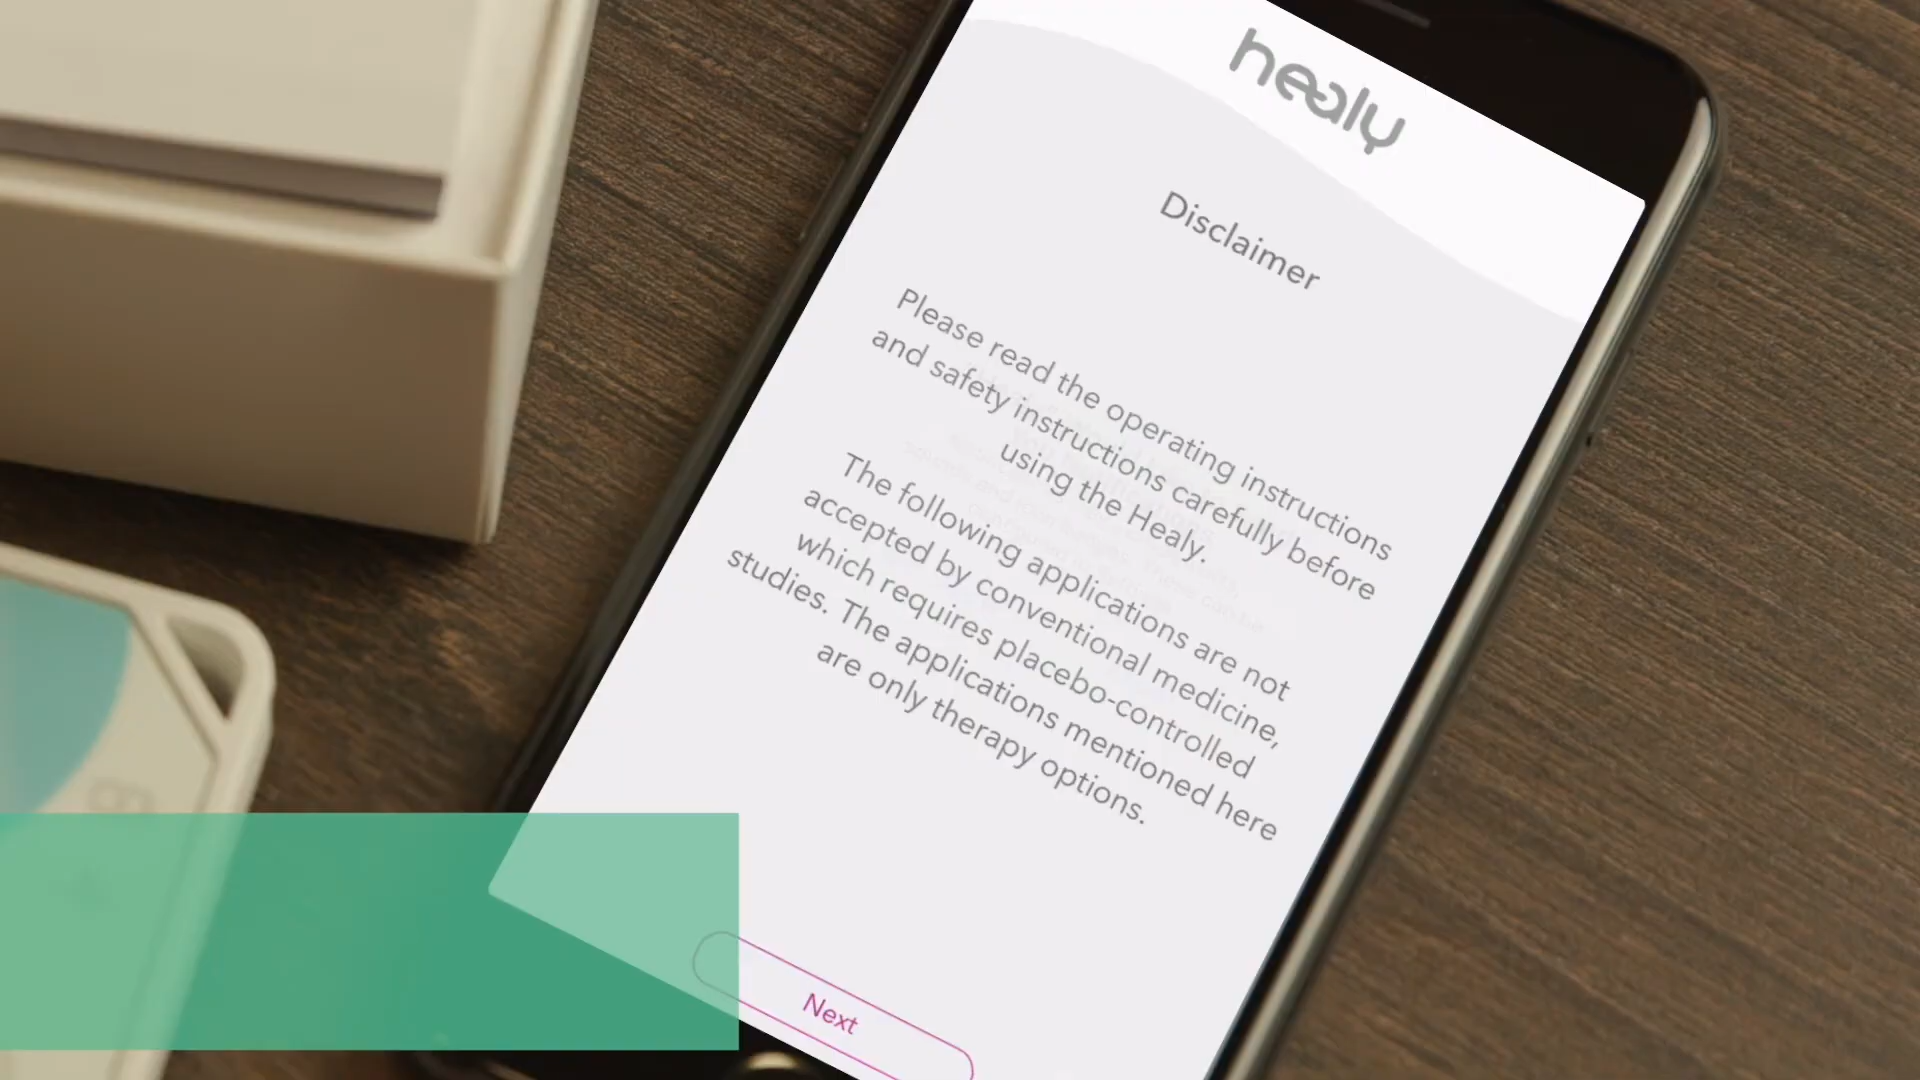 healy
Disclaimer
Please read the operating instructions
and safety instructions carefully before
using the Healy.
The following applications are not
accepted by conventional medicine,
which requires placebo-controlled
studies. The applications mentioned here
are only therapy options.
Next